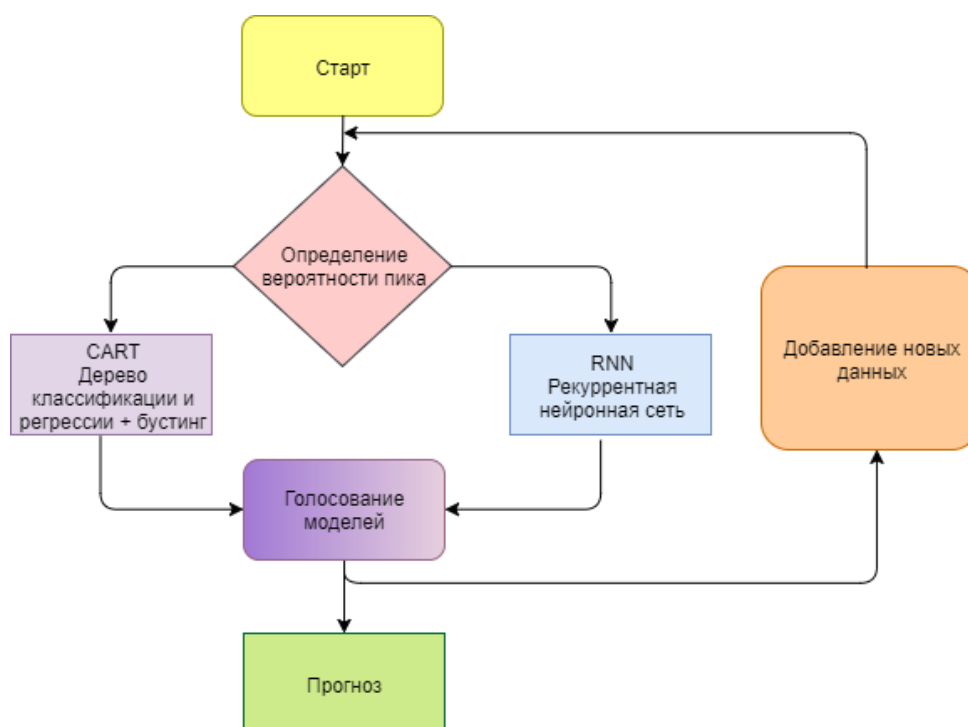 Старт
Определение
вероятности пика
CART
Дерево
классификации и
регрессии + бустинг
RNN
Рекуррентная
нейронная сеть
Добавление новых
данных
Голосование
моделей
Прогноз